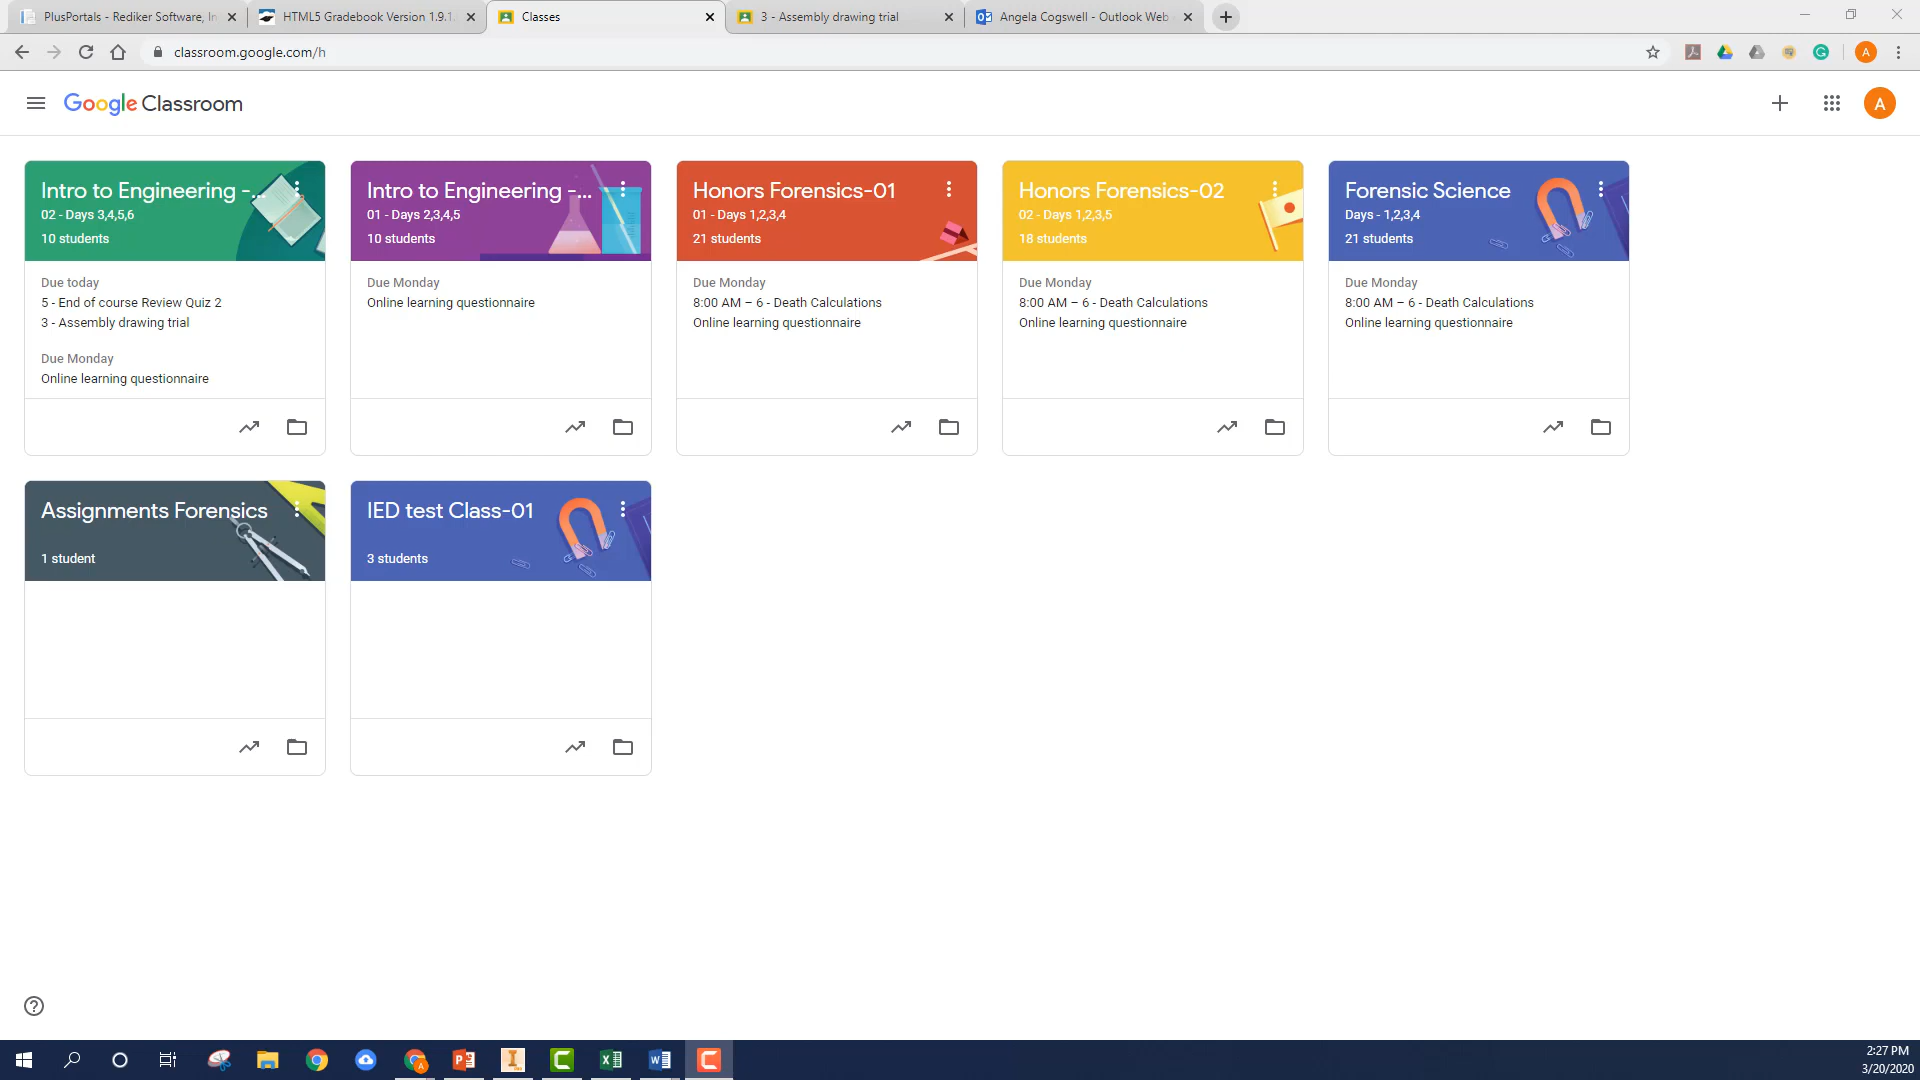 PlusPortals - Rediker Software, In
HTML5 Gradebook Version 1.9.1.
Classes
3 - Assembly drawing trial
Angela Cogswell - Outlook Web
classroom.google.com/h
A
Google Classroom
A
Intro to Engineering -...
02 - Days 3,4,5,6
10 students
Due today
5 - End of course Review Quiz 2
3 - Assembly drawing trial
Due Monday
Online learning questionnaire
Intro to Engineering -...
01 - Days 2,3,4,5
10 students
Due Monday
Online learning questionnaire
Honors Forensics-01
01 - Days 1,2,3,4
21 students
Due Monday
8:00 AM – 6 - Death Calculations
Online learning questionnaire
Honors Forensics-02
02 - Days 1,2,3,5
18 students
Due Monday
8:00 AM – 6 - Death Calculations
Online learning questionnaire
Forensic Science
Days - 1,2,3,4
21 students
Due Monday
8:00 AM – 6 - Death Calculations
Online learning questionnaire
Assignments Forensics
1 student
IED test Class-01
3 students
2:27 PM
3/20/2020